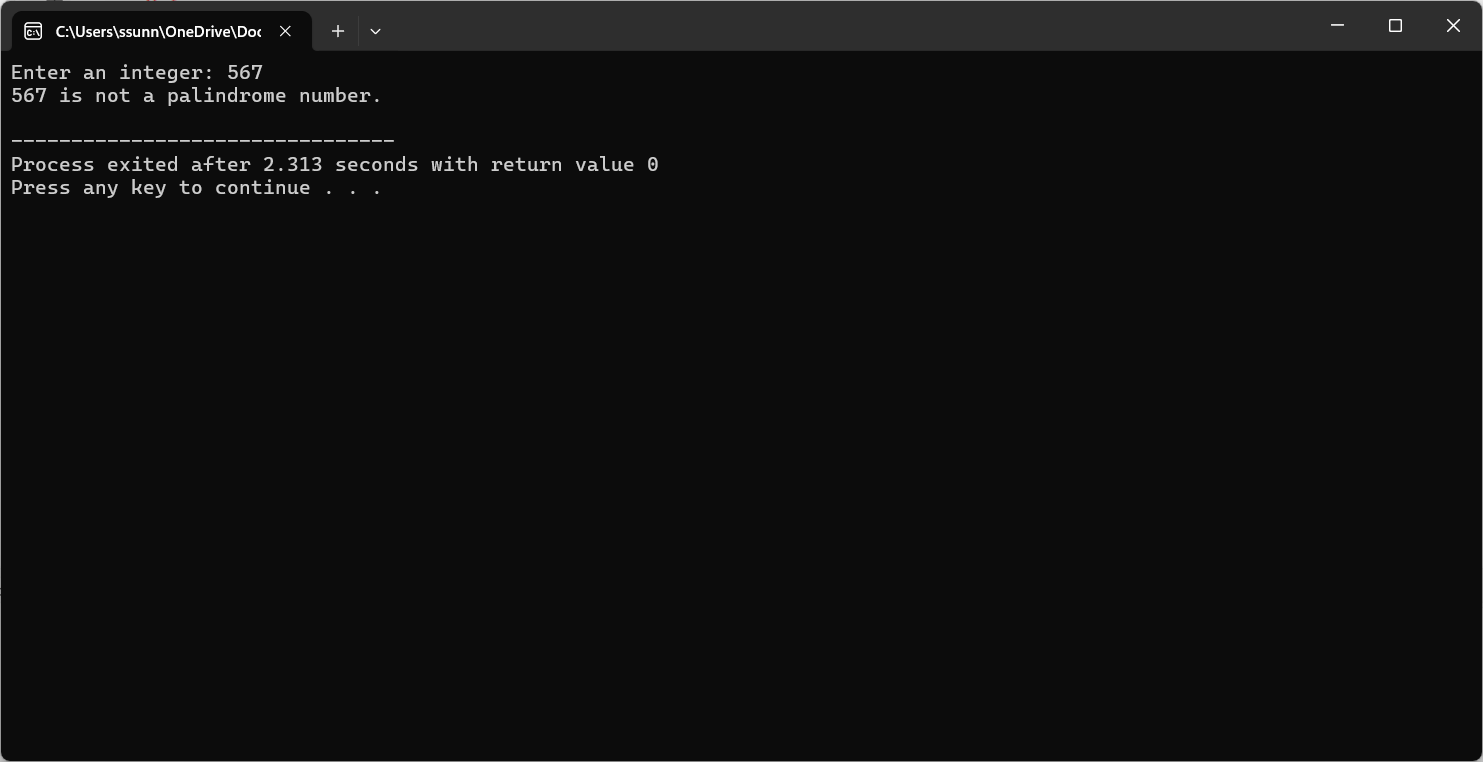 C:\Users\ssunn\OneDrive\Doc
Enter an integer: 567
567 is not a palindrome number.
--------------------------------
Process exited after 2.313 seconds with return value 0
Press any key to continue . . .